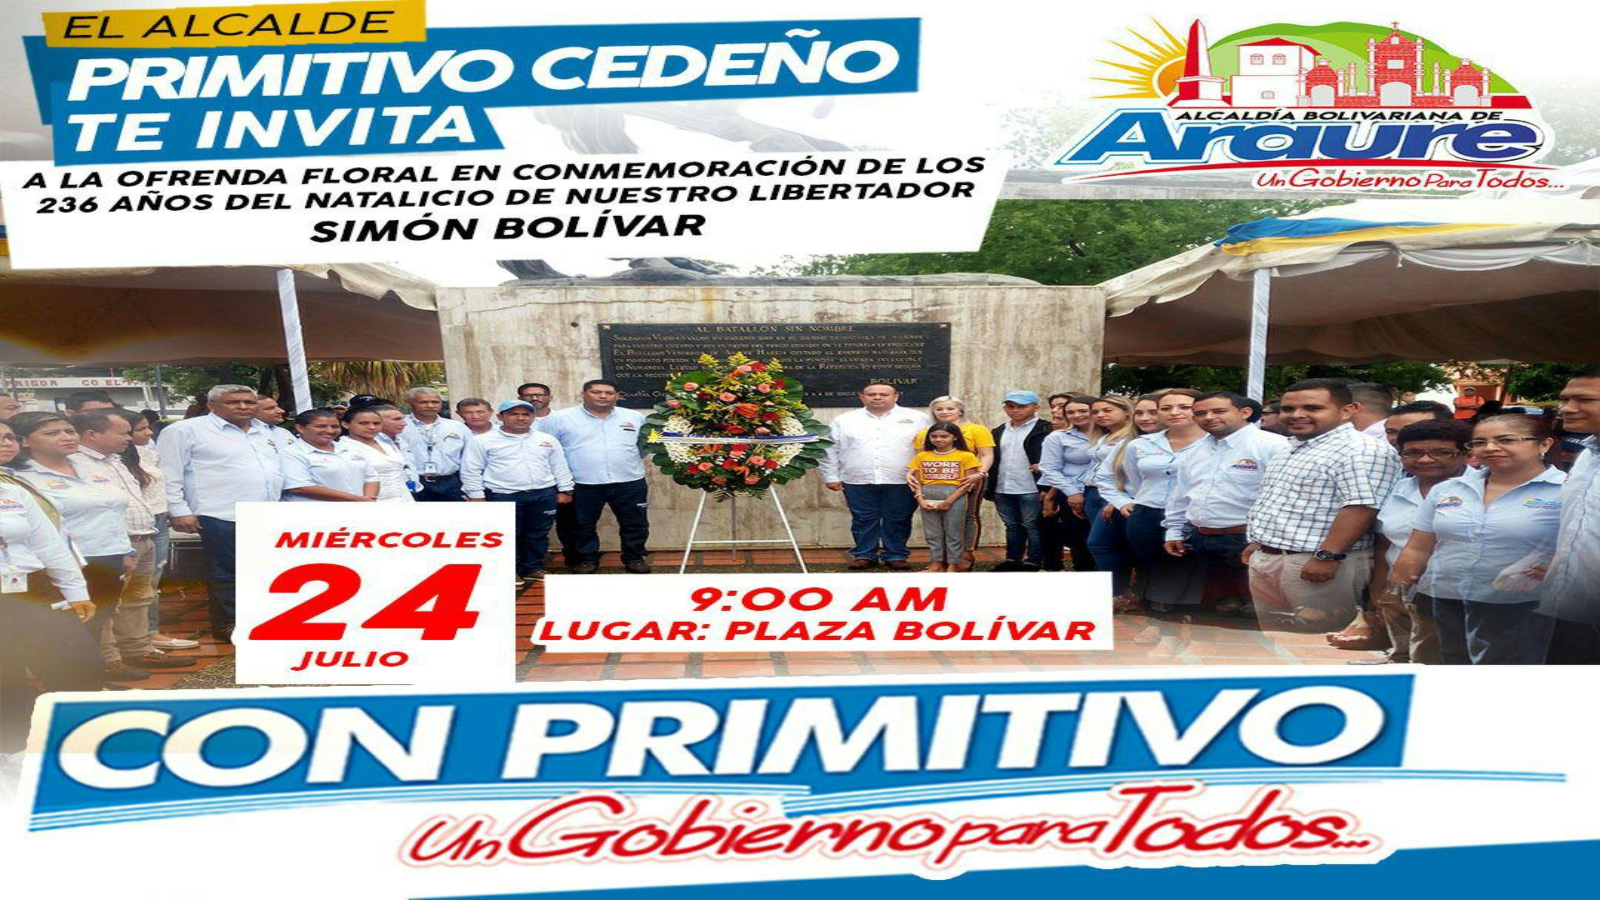 EL ALCALDE
PRIMITIVO CEDEÑO
TE INVITA
A LA OFRENDA FLORAL EN CONMEMORACIÓN DE LOS
236 AÑOS DEL NATALICIO DE NUESTRO LIBERTADOR
SIMÓN BOLÍVAR
ALCALDÍA BOLIVARIANA DE
Araure
Un Gobierno Para Todos...
AL BATALLON SIN NOMBRE
BOLIVAR
WORK
TO BE
YOURSELF
MIÉRCOLES
24
JULIO
9:00 AM
LUGAR: PLAZA BOLÍVAR
CON PRIMITIVO
Un Gobierno para Todos...